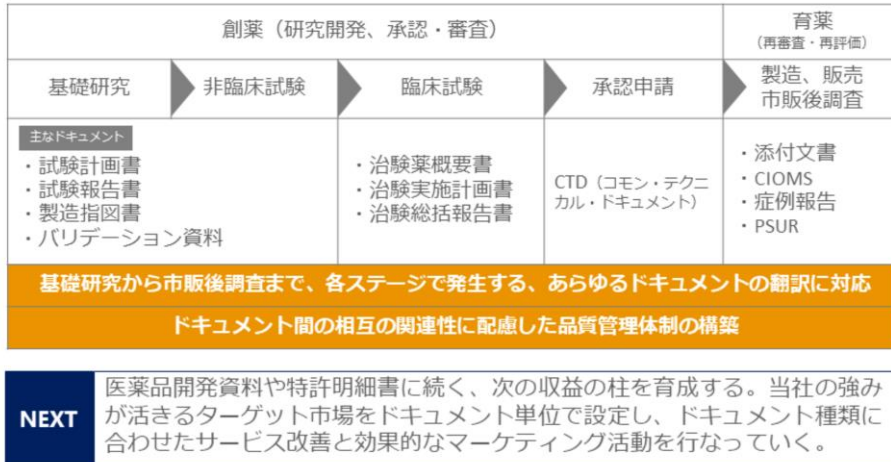 創薬（研究開発、承認・審査）
育薬
（再審査・再評価）
基礎研究
非臨床試験
臨床試験
承認申請
製造、販売
市販後調査
主なドキュメント
・試験計画書
・試験報告書
・製造指図書
・バリデーション資料
・治験薬概要書
・治験実施計画書
・治験総括報告書
CTD（コモン・テクニ
カル・ドキュメント）
・添付文書
・CIOMS
・症例報告
・PSUR
基礎研究から市販後調査まで、各ステージで発生する、あらゆるドキュメントの翻訳に対応
ドキュメント間の相互の関連性に配慮した品質管理体制の構築
NEXT
医薬品開発資料や特許明細書に続く、次の収益の柱を育成する。当社の強み
が活きるターゲット市場をドキュメント単位で設定し、ドキュメント種類に
合わせたサービス改善と効果的なマーケティング活動を行なっていく。